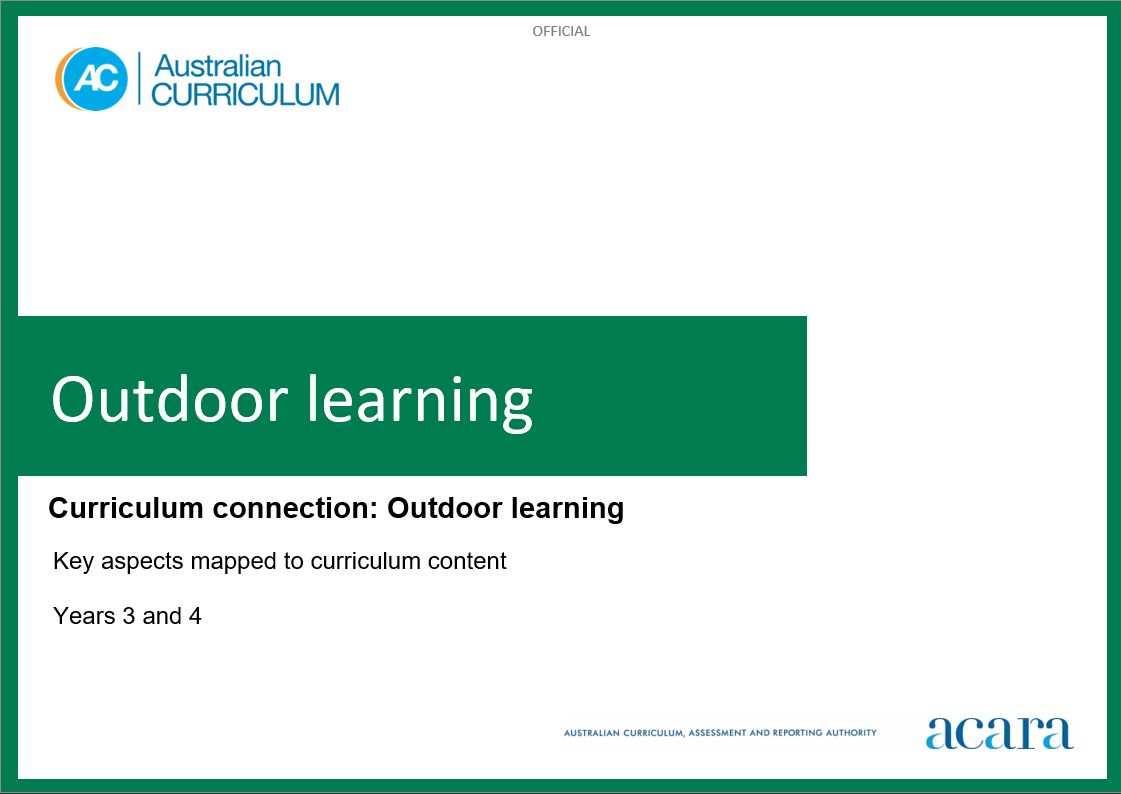 OFFICIAL
AC
Australian
CURRICULUM
Outdoor learning
Curriculum connection: Outdoor learning
Key aspects mapped to curriculum content
Years 3 and 4
AUSTRALIAN CURRICULUM, ASSESSMENT AND REPORTING AUTHORITY
acara